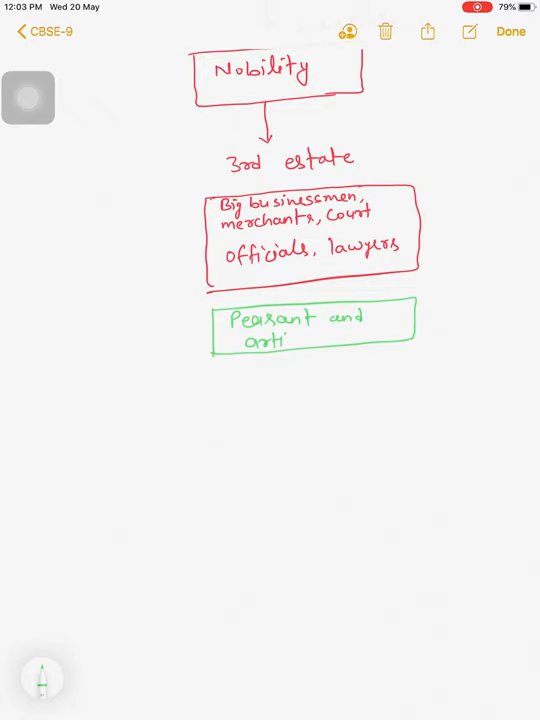 12:03 PM Wed 20 May
79%
CBSE-9
Done
Nobility
3rd estate
Big businessmen,
merchants, court
officials, lawyers
Peasant and
arti